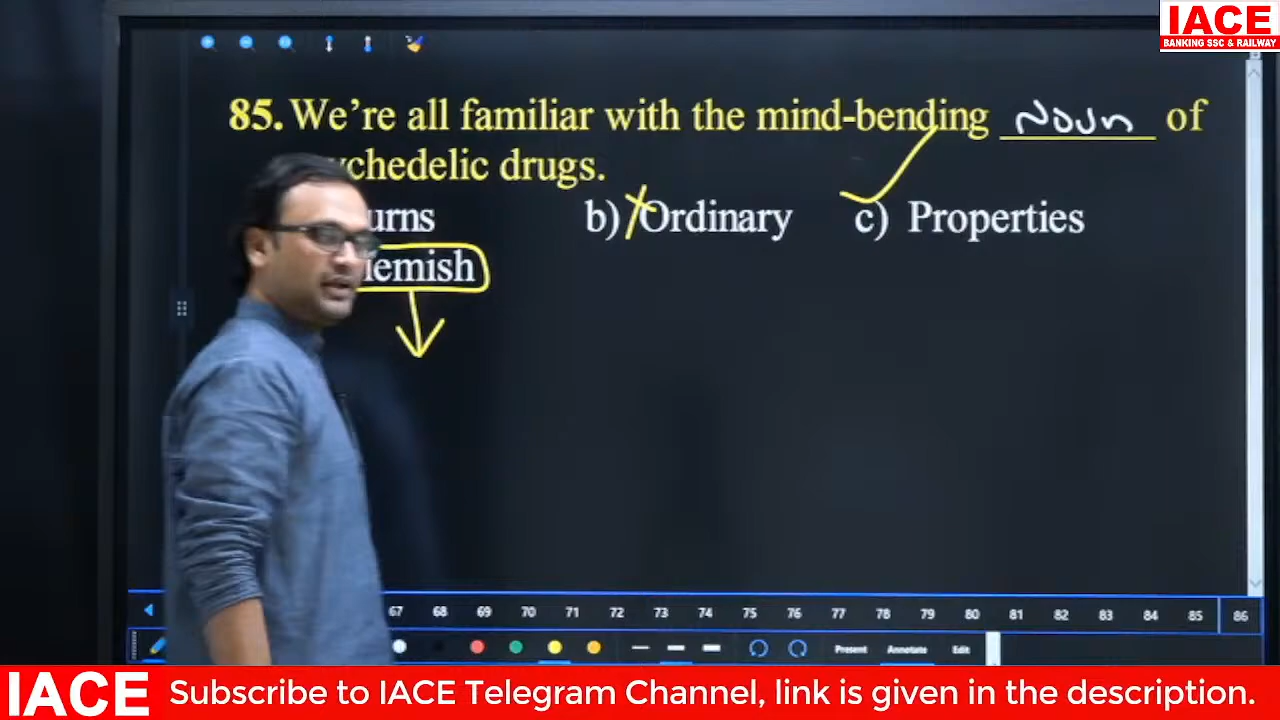 IACE
BANKING SSC & RAILWAY
85. We're all familiar with the mind-bending Noun of
ychedelic drugs.
urns b) Ordinary c) Properties
lemish
67 68 69 70 71 72 73 74 75 76 77 78 79 80 81 82 83 84 85 86
Present Annotate Edit
IACE Subscribe to IACE Telegram Channel, link is given in the description.